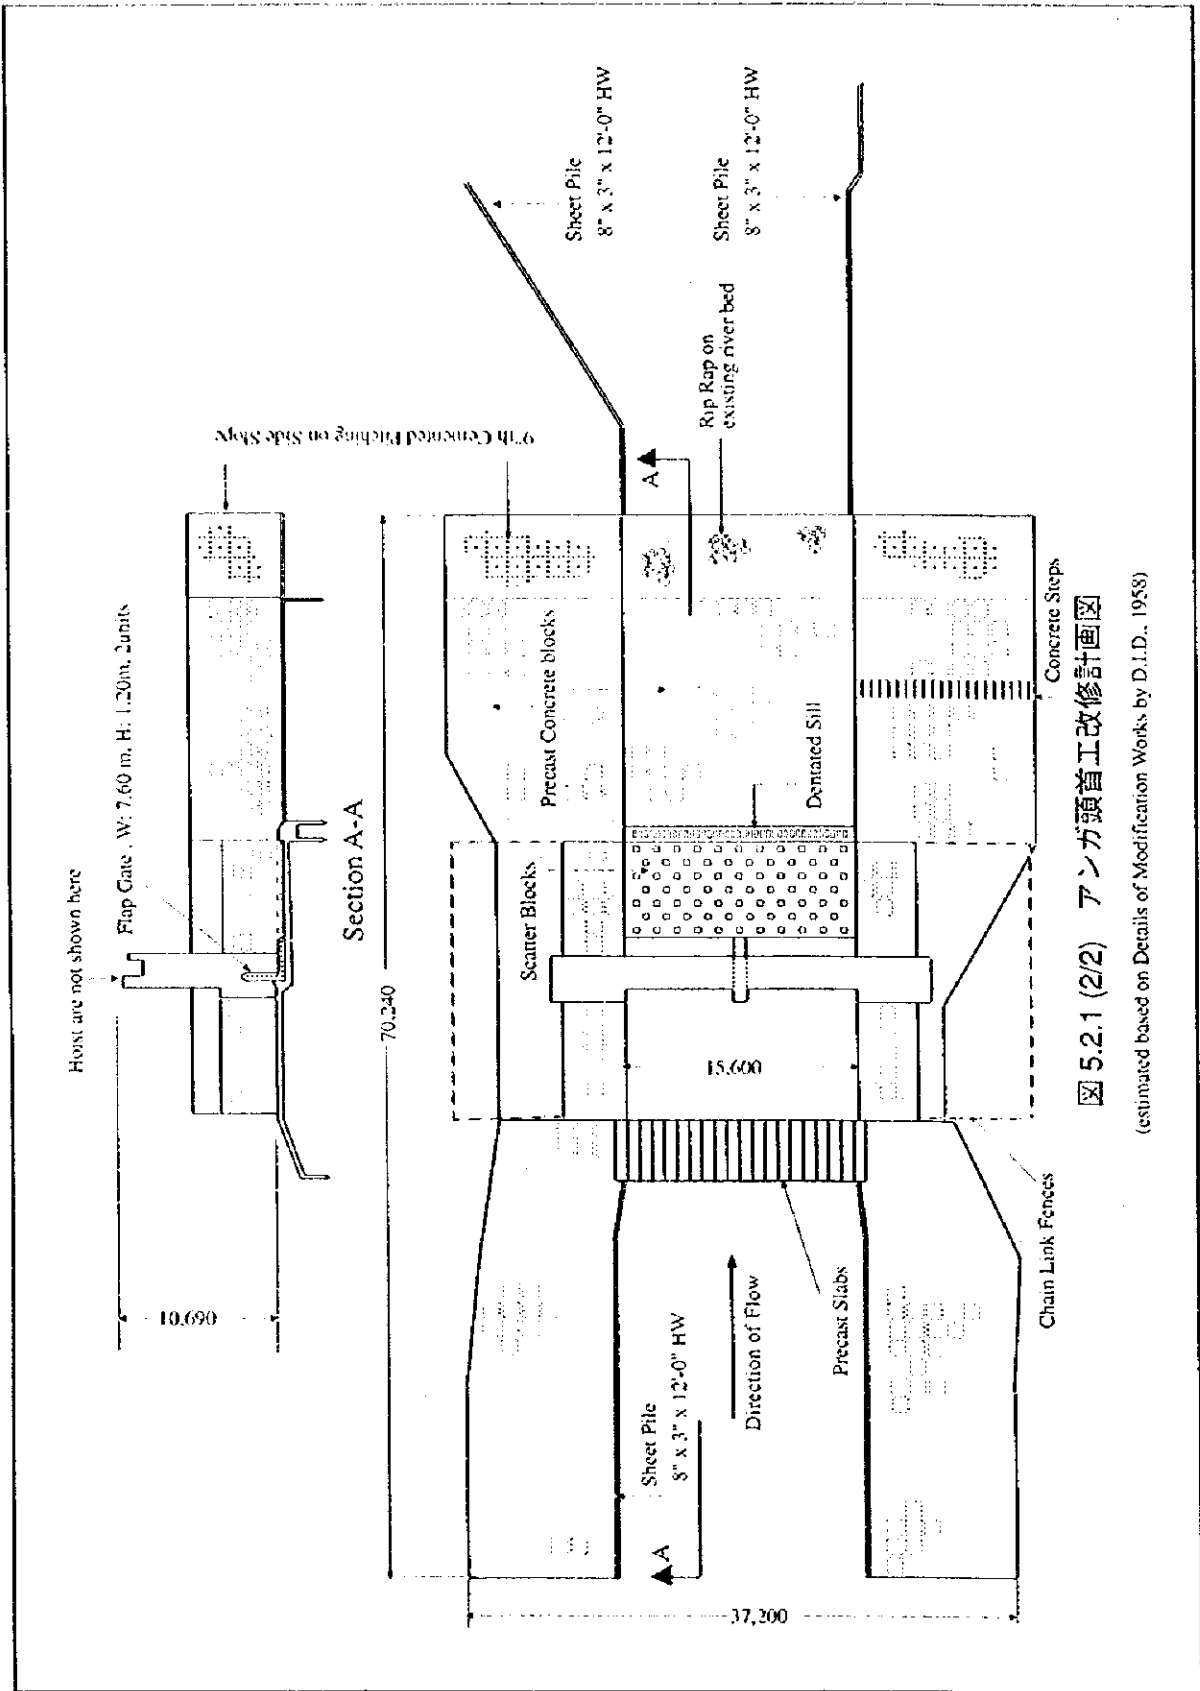 Hoist are not shown here
Flap Gate , W: 7.60 m, H: 1.20m, 2units
10.690
Section A-A
9"th Cemented Pitching on Side Slope
70.240
Sheet Pile
8" x 3" x 12'-0" HW
Sheet Pile
8" x 3" x 12'-0" HW
Rip Rap on
existing river bed
A
Precast Concrete blocks
Scatter Blocks
Dentated Sill
15,600
Sheet Pile
8" x 3" x 12'-0" HW
A
Direction of Flow
Precast Slabs
Chain Link Fences
Concrete Steps
37,200
図 5.2.1 (2/2) アンガ頭首工改修計画図
(estimated based on Details of Modification Works by D.I.D., 1958)